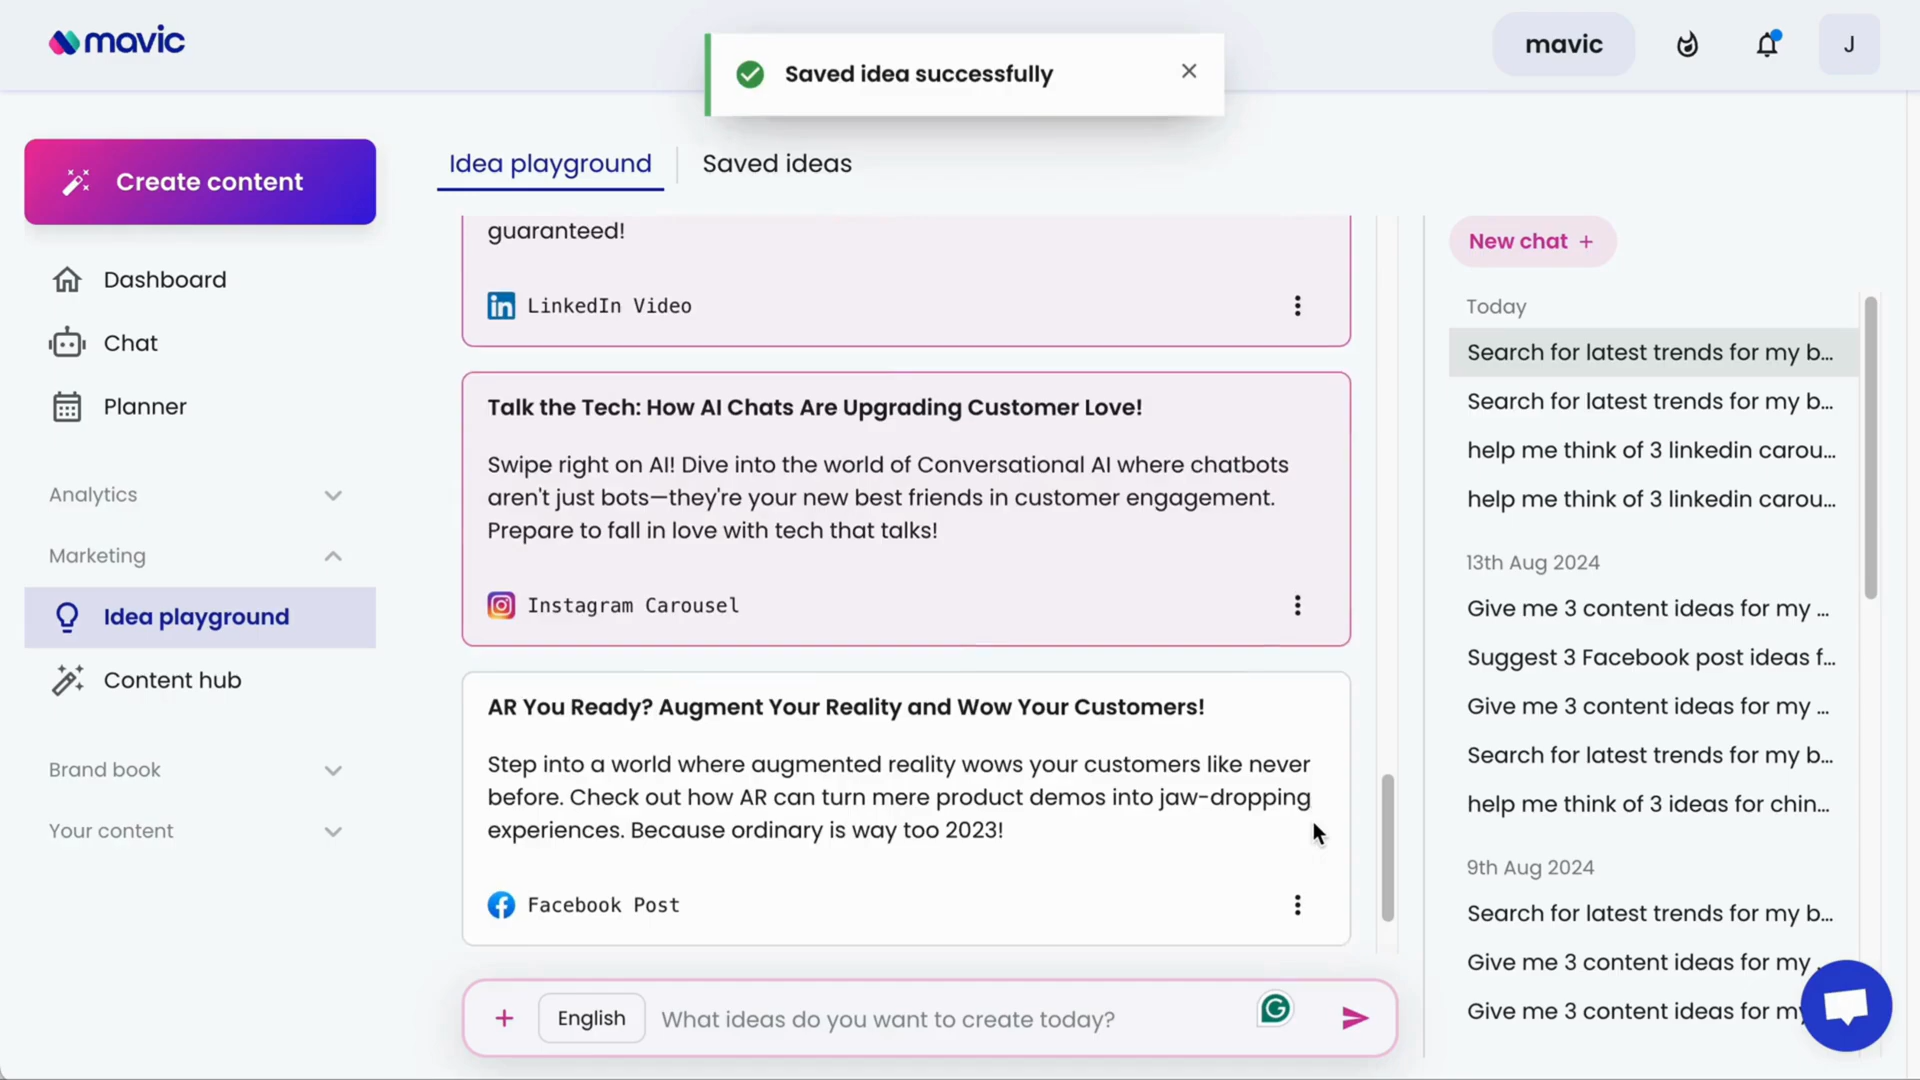 mavic
Saved idea successfully
mavic
J
Create content
Idea playground
Saved ideas
Dashboard
Chat
Planner
Analytics
Marketing
Idea playground
Content hub
Brand book
Your content
guaranteed!
LinkedIn Video
Talk the Tech: How AI Chats Are Upgrading Customer Love!
Swipe right on AI! Dive into the world of Conversational AI where chatbots
aren't just bots—they're your new best friends in customer engagement.
Prepare to fall in love with tech that talks!
Instagram Carousel
AR You Ready? Augment Your Reality and Wow Your Customers!
Step into a world where augmented reality wows your customers like never
before. Check out how AR can turn mere product demos into jaw-dropping
experiences. Because ordinary is way too 2023!
Facebook Post
English
What ideas do you want to create today?
New chat +
Today
Search for latest trends for my b...
Search for latest trends for my b...
help me think of 3 linkedin carou...
help me think of 3 linkedin carou...
13th Aug 2024
Give me 3 content ideas for my ...
Suggest 3 Facebook post ideas f...
Give me 3 content ideas for my ...
Search for latest trends for my b...
help me think of 3 ideas for chin...
9th Aug 2024
Search for latest trends for my b...
Give me 3 content ideas for my ...
Give me 3 content ideas for my